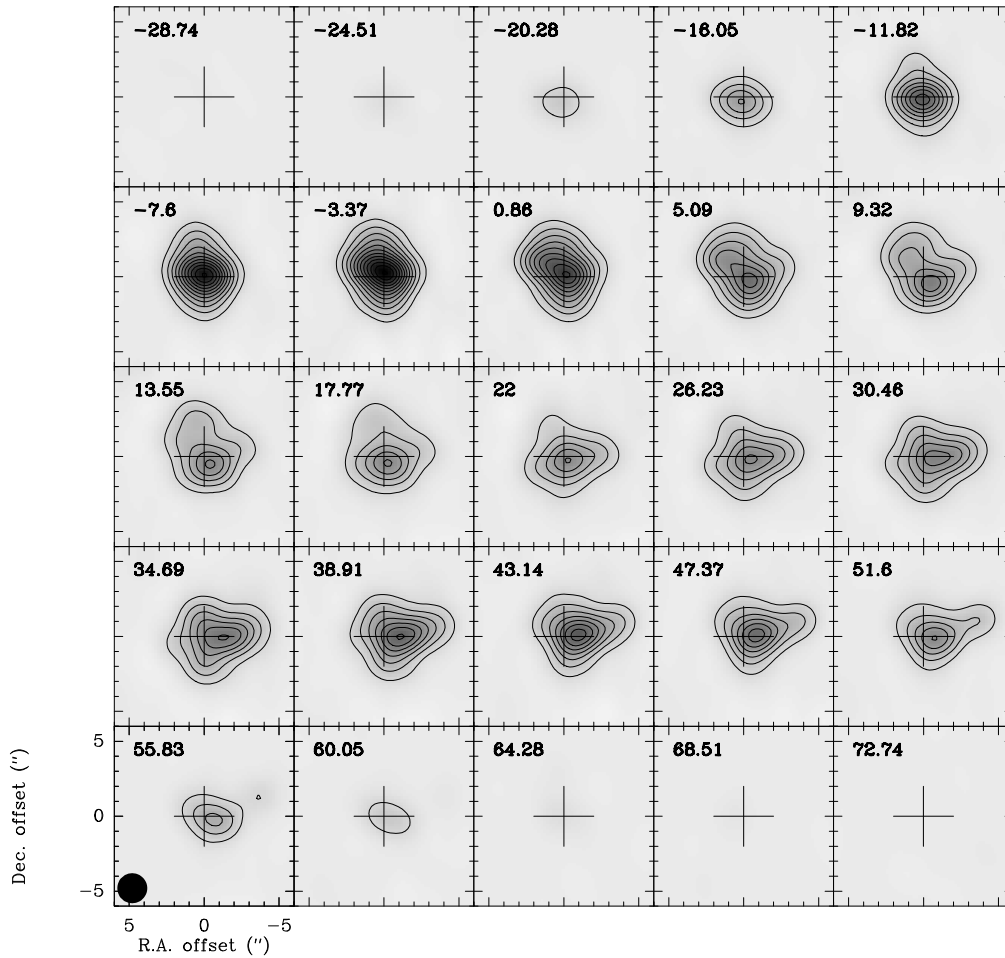 -28.74 -24.51 -20.28 -16.05 -11.82
-7.6 -3.37 0.86 5.09 9.32
13.55 17.77 22 26.23 30.46
34.69 38.91 43.14 47.37 51.6
55.83 60.05 64.28 68.51 72.74
5
0
-5
Dec. offset (")
5 0 -5
R.A. offset (")